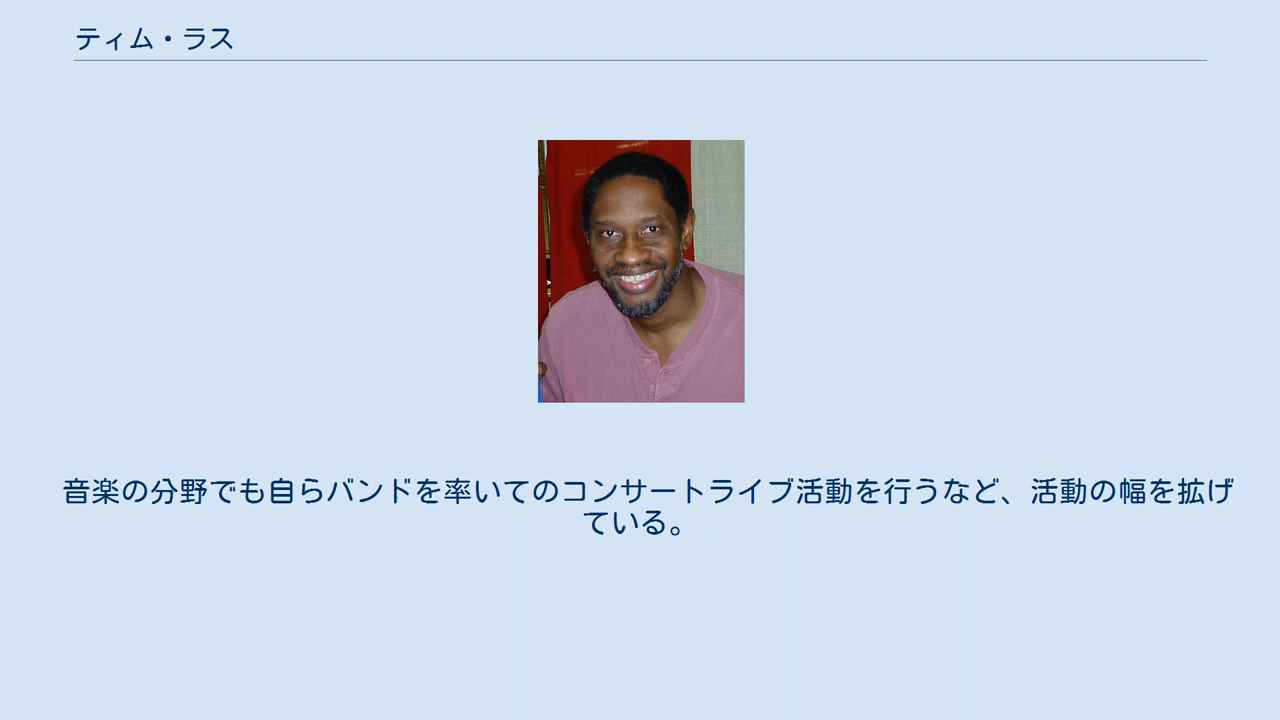 ティム・ラス
音楽の分野でも自らバンドを率いてのコンサートライブ活動を行うなど、活動の幅を拡げ
ている。